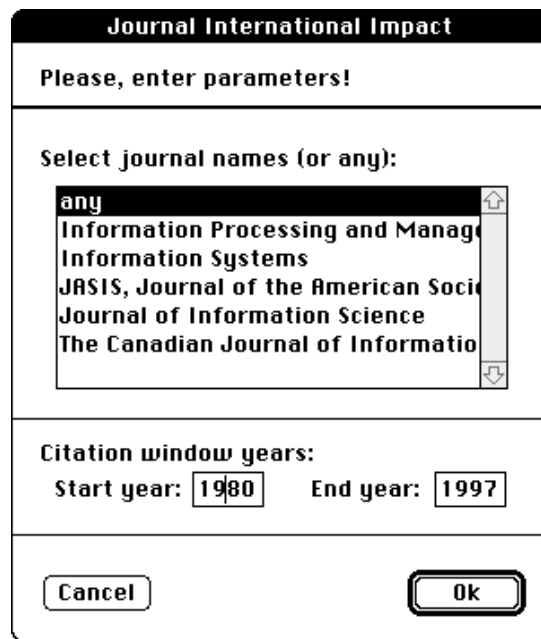 Journal International Impact
Please, enter parameters!
Select journal names (or any):
any
Information Processing and Manage
Information Systems
JASIS, Journal of the American Socie
Journal of Information Science
The Canadian Journal of Informatio
Citation window years:
Start year: 1980 End year: 1997
Cancel Ok